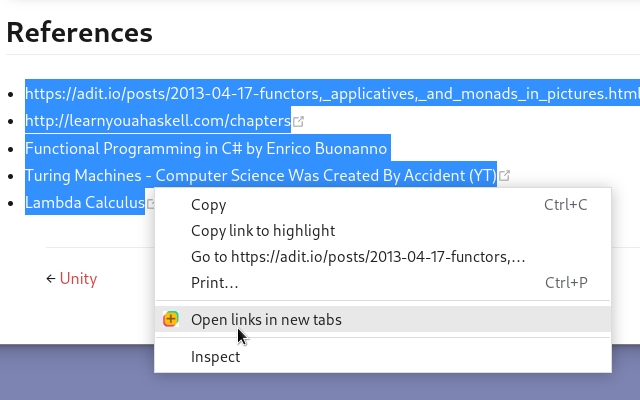 References
https://adit.io/posts/2013-04-17-functors,_applicatives,_and_monads_in_pictures.html
http://learnyouahaskell.com/chapters
Functional Programming in C# by Enrico Buonanno
Turing Machines - Computer Science Was Created By Accident (YT)
Lambda Calculus
Copy Ctrl+C
Copy link to highlight
Go to https://adit.io/posts/2013-04-17-functors,...
Print... Ctrl+P
← Unity
Open links in new tabs
Inspect